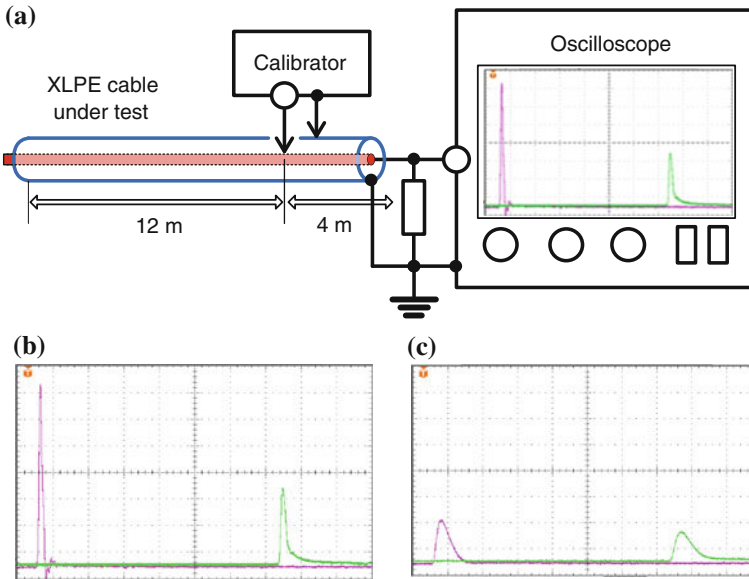 (a)
XLPE cable
under test
Calibrator
Oscilloscope
12 m
4 m
(b)
(c)